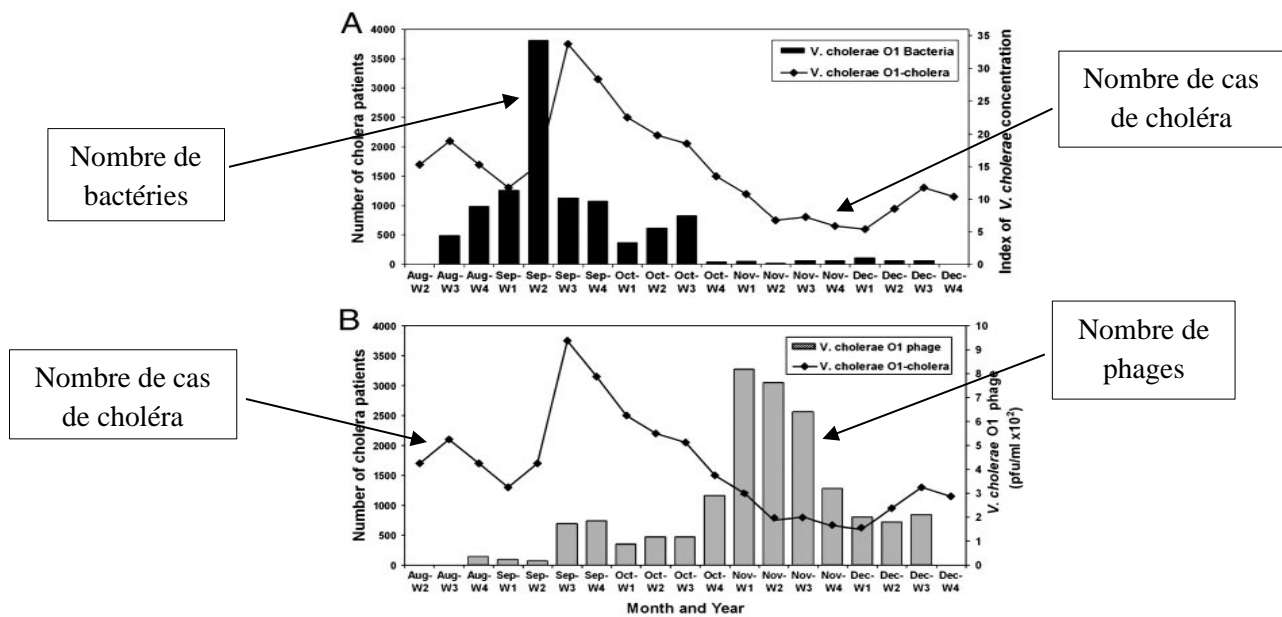 A
Number of cholera patients
4000
3500
3000
2500
2000
1500
1000
500
0
V. cholerae O1 Bacteria
V. cholerae O1-cholera
35
30
25
20
15
10
5
0
Index of V. cholerae concentration
Aug-W2 Aug-W3 Aug-W4 Sep-W1 Sep-W2 Sep-W3 Sep-W4 Oct-W1 Oct-W2 Oct-W3 Oct-W4 Nov-W1 Nov-W2 Nov-W3 Nov-W4 Dec-W1 Dec-W2 Dec-W3 Dec-W4
Nombre de
bactéries
Nombre de cas
de choléra
B
Number of cholera patients
4000
3500
3000
2500
2000
1500
1000
500
0
V. cholerae O1 phage
V. cholerae O1-cholera
10
9
8
7
6
5
4
3
2
1
0
V. cholerae O1 phage
(pfu/ml x10²)
Aug-W2 Aug-W3 Aug-W4 Sep-W1 Sep-W2 Sep-W3 Sep-W4 Oct-W1 Oct-W2 Oct-W3 Oct-W4 Nov-W1 Nov-W2 Nov-W3 Nov-W4 Dec-W1 Dec-W2 Dec-W3 Dec-W4
Month and Year
Nombre de cas
de choléra
Nombre de
phages